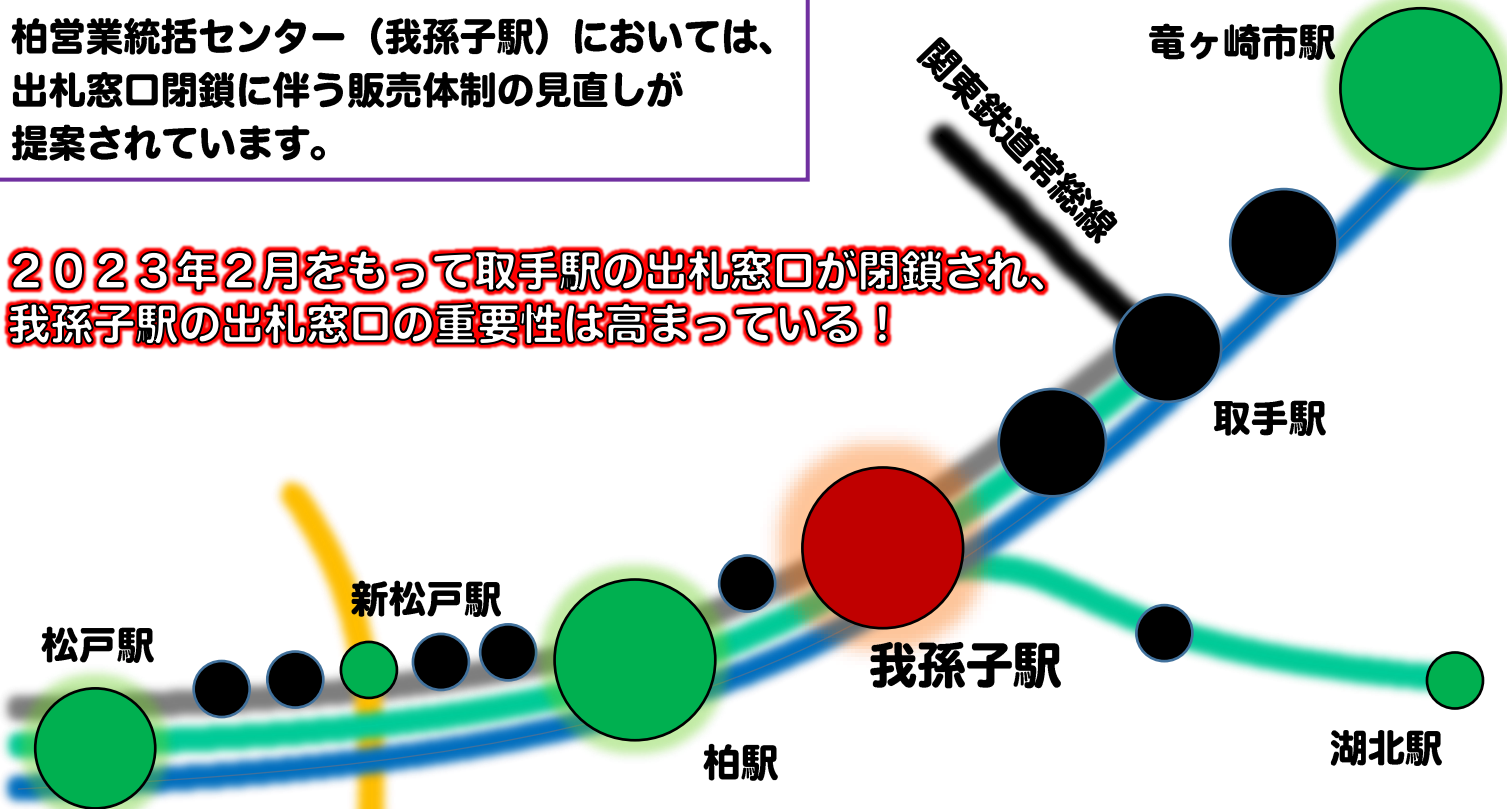 柏営業統括センター（我孫子駅）においては、
出札窓口閉鎖に伴う販売体制の見直しが
提案されています。
竜ヶ崎市駅
関東鉄道常総線
２０２３年２月をもって取手駅の出札窓口が閉鎖され、
我孫子駅の出札窓口の重要性は高まっている！
取手駅
新松戸駅
松戸駅
我孫子駅
柏駅
湖北駅